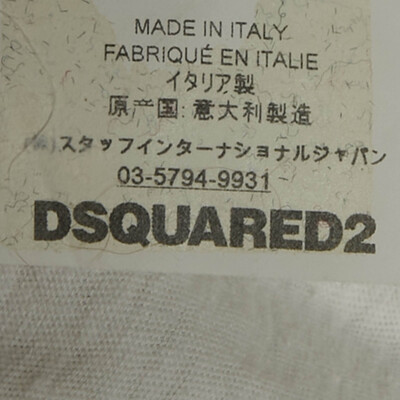 MADE IN ITALY
FABRIQUÉ EN ITALIE
イタリア製
原产国: 意大利製造
(株)スタッフインターナショナルジャパン
03-5794-9931
DSQUARED2